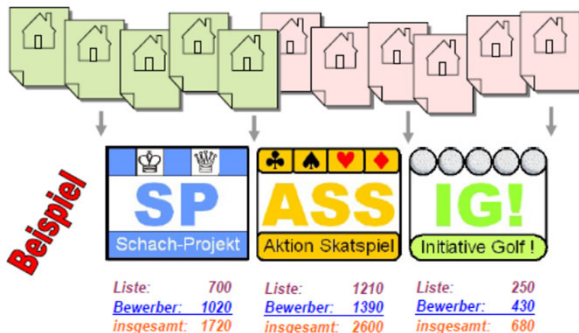 Beispiel
SP
Schach-Projekt
ASS
Aktion Skatspiel
IG!
Initiative Golf !
Liste: 700
Bewerber: 1020
insgesamt: 1720
Liste: 1210
Bewerber: 1390
insgesamt: 2600
Liste: 250
Bewerber: 430
insgesamt: 680